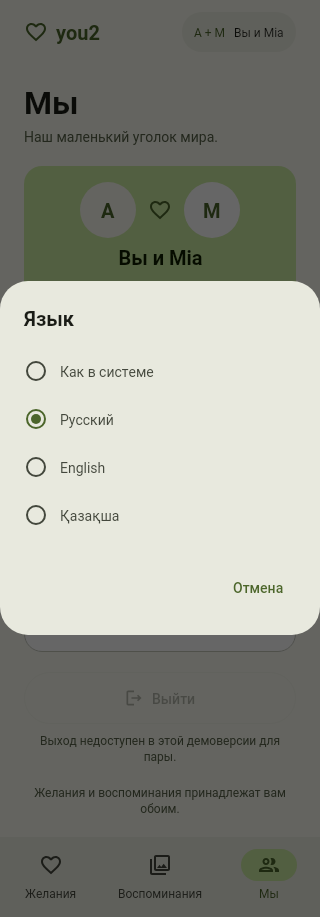 you2
A + M Вы и Mia
Мы
Наш маленький уголок мира.
A M
Вы и Mia
Язык
Как в системе
Русский
English
Қазақша
Отмена
Выйти
Выход недоступен в этой демоверсии для
пары.
Желания и воспоминания принадлежат вам
обоим.
Желания Воспоминания Мы